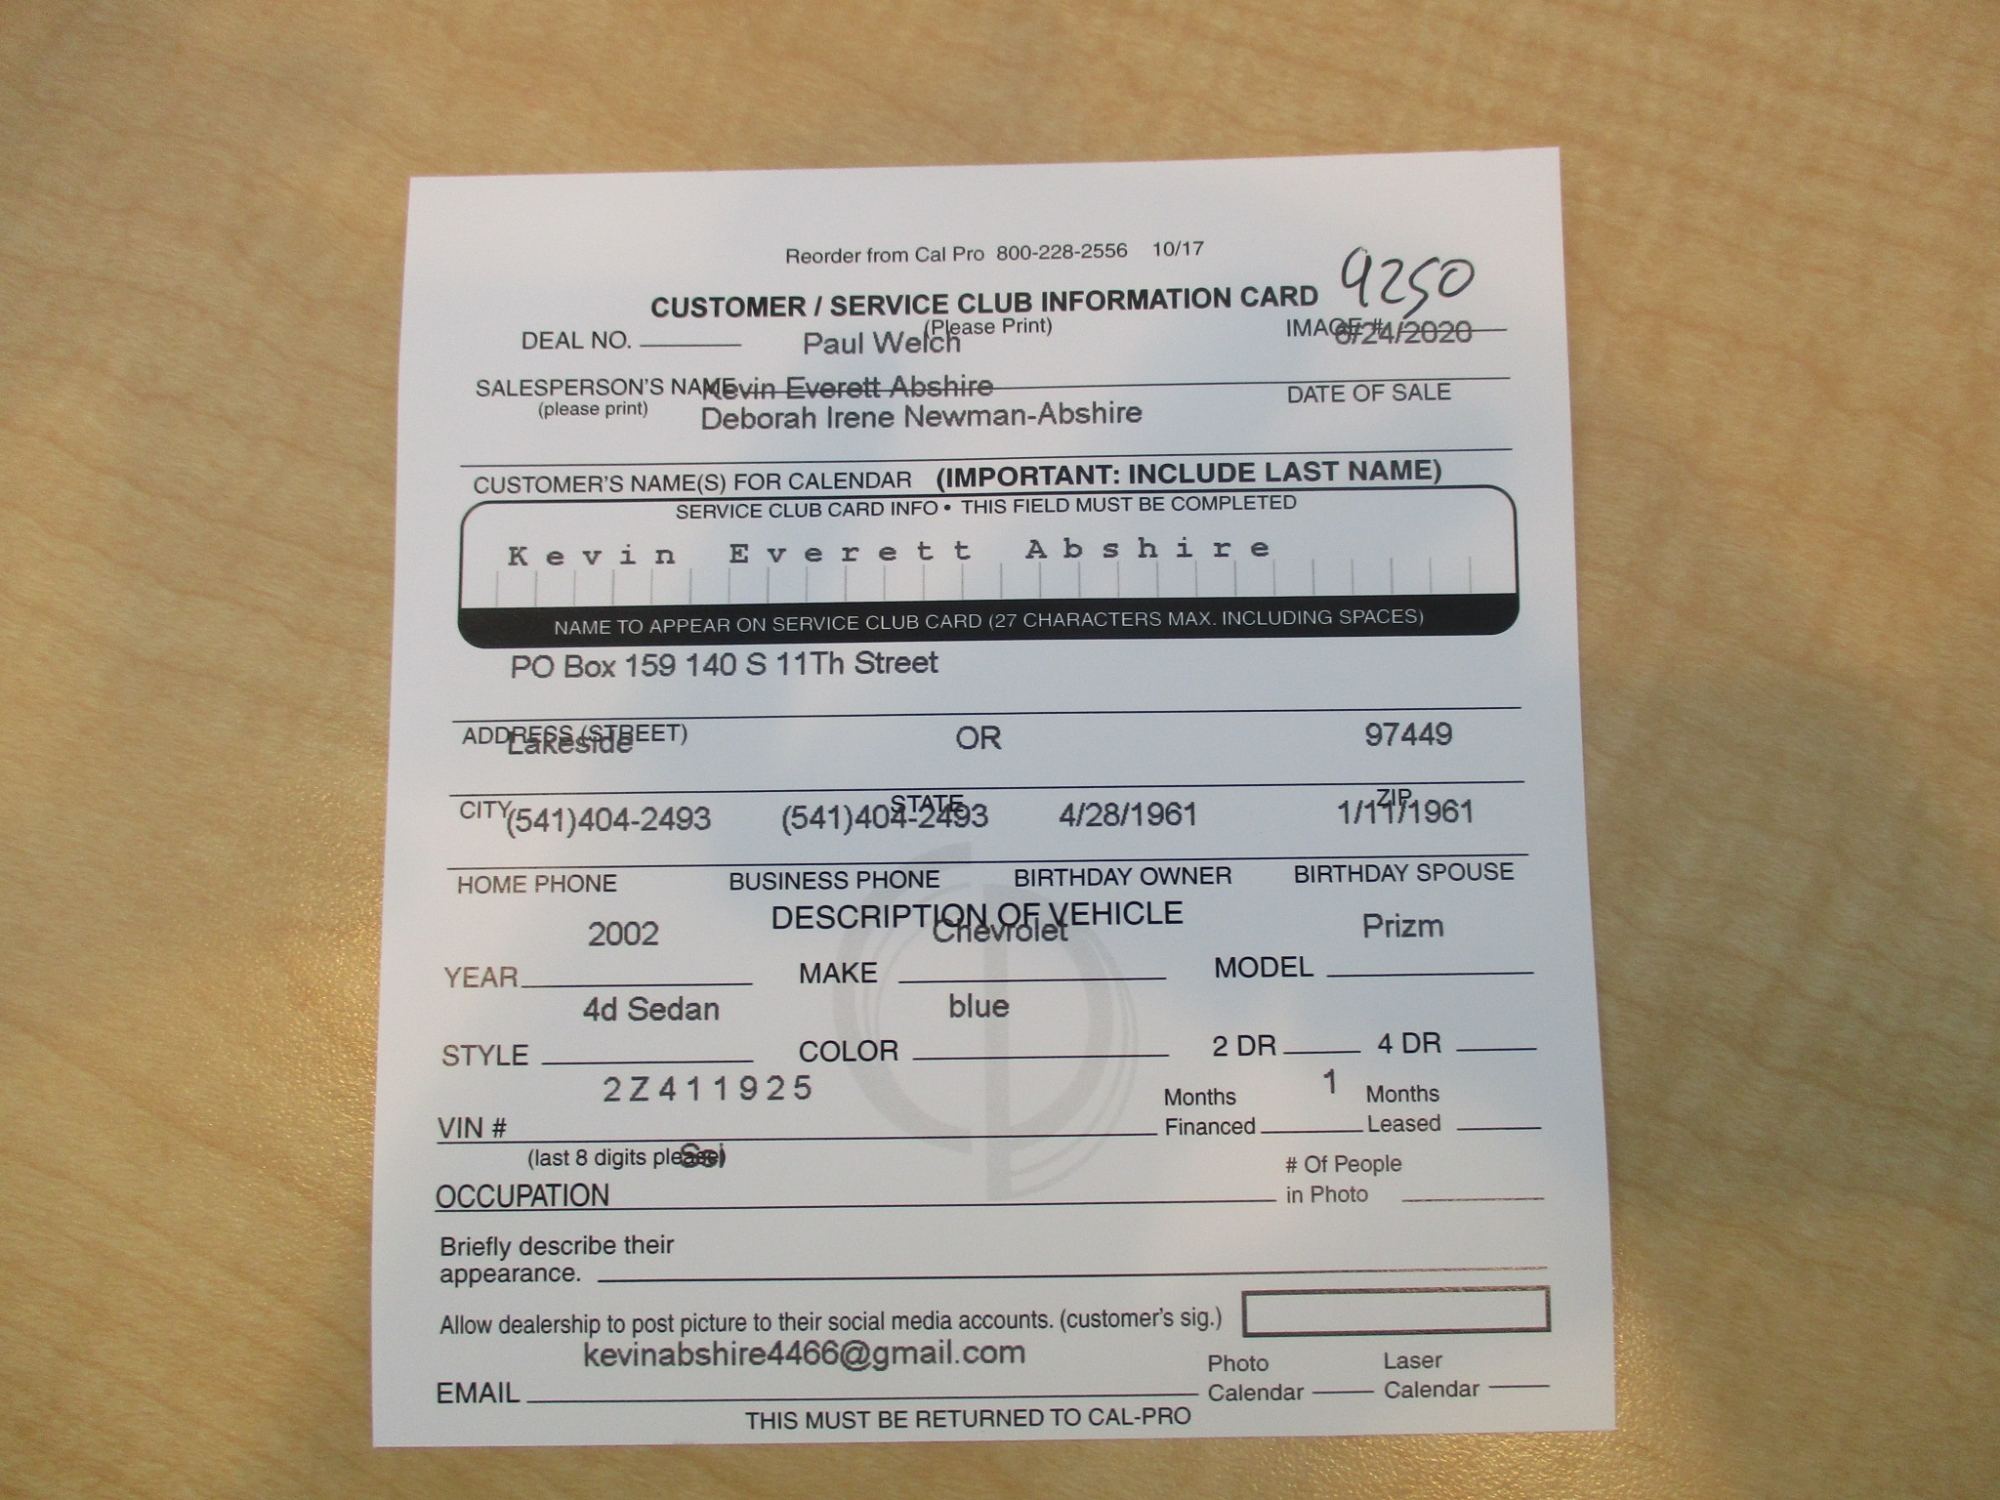 Reorder from Cal Pro 800-228-2556 10/17
9250
CUSTOMER / SERVICE CLUB INFORMATION CARD
(Please Print)
DEAL NO. Paul Welch IMAGE # 6/24/2020
SALESPERSON'S NAME Kevin Everett Abshire DATE OF SALE
(please print) Deborah Irene Newman-Abshire
CUSTOMER'S NAME(S) FOR CALENDAR (IMPORTANT: INCLUDE LAST NAME)
SERVICE CLUB CARD INFO • THIS FIELD MUST BE COMPLETED
Kevin Everett Abshire
NAME TO APPEAR ON SERVICE CLUB CARD (27 CHARACTERS MAX. INCLUDING SPACES)
PO Box 159 140 S 11Th Street
ADDRESS (STREET)
Lakeside OR 97449
CITY STATE ZIP
(541)404-2493 (541)404-2493 4/28/1961 1/11/1961
HOME PHONE BUSINESS PHONE BIRTHDAY OWNER BIRTHDAY SPOUSE
DESCRIPTION OF VEHICLE
2002 Chevrolet Prizm
YEAR MAKE MODEL
4d Sedan blue
STYLE COLOR 2 DR 4 DR
2Z411925 1
VIN # Months Financed Months Leased
(last 8 digits please) Ssi
OCCUPATION # Of People in Photo
Briefly describe their
appearance.
Allow dealership to post picture to their social media accounts. (customer's sig.)
kevinabshire4466@gmail.com
EMAIL Photo Calendar Laser Calendar
THIS MUST BE RETURNED TO CAL-PRO